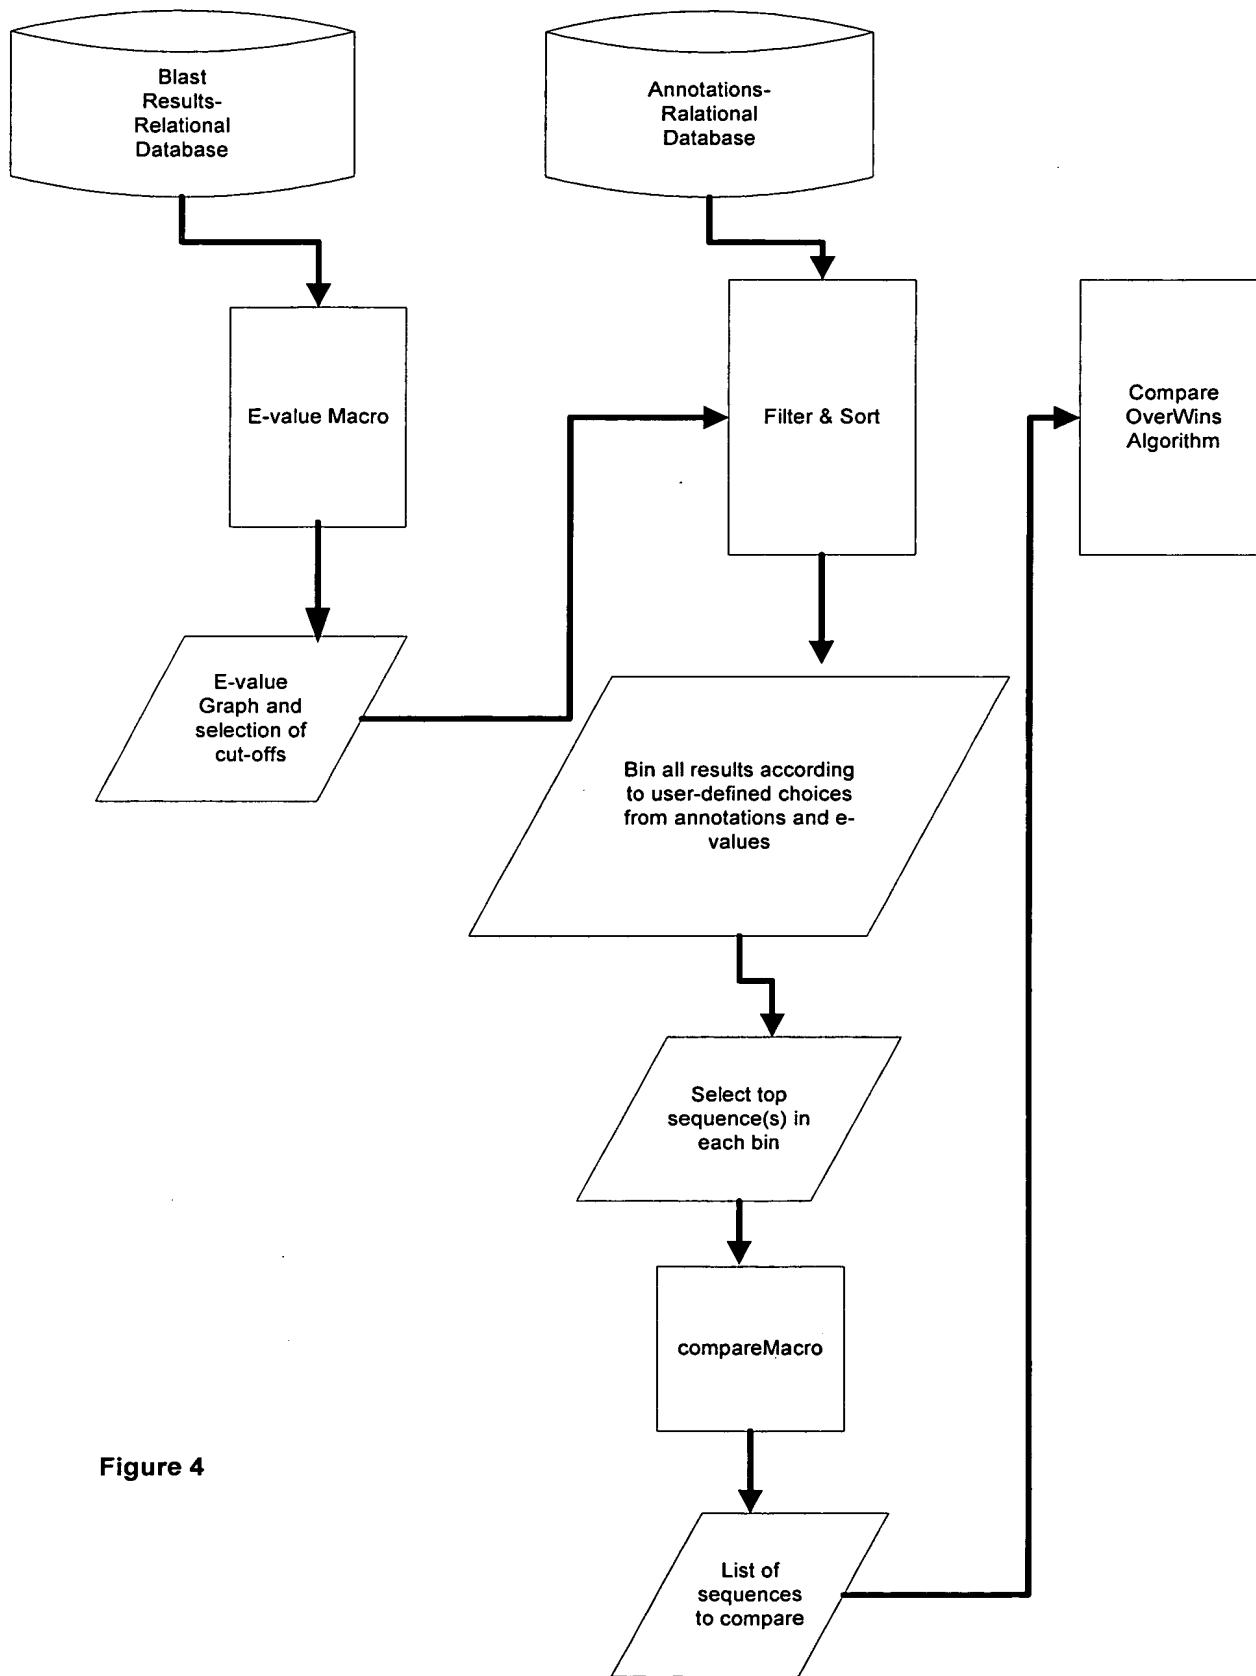 Blast
Results-
Relational
Database
Annotations-
Ralational
Database
E-value Macro
Filter & Sort
Compare
OverWins
Algorithm
E-value
Graph and
selection of
cut-offs
Bin all results according
to user-defined choices
from annotations and e-
values
Select top
sequence(s) in
each bin
compareMacro
Figure 4
List of
sequences
to compare